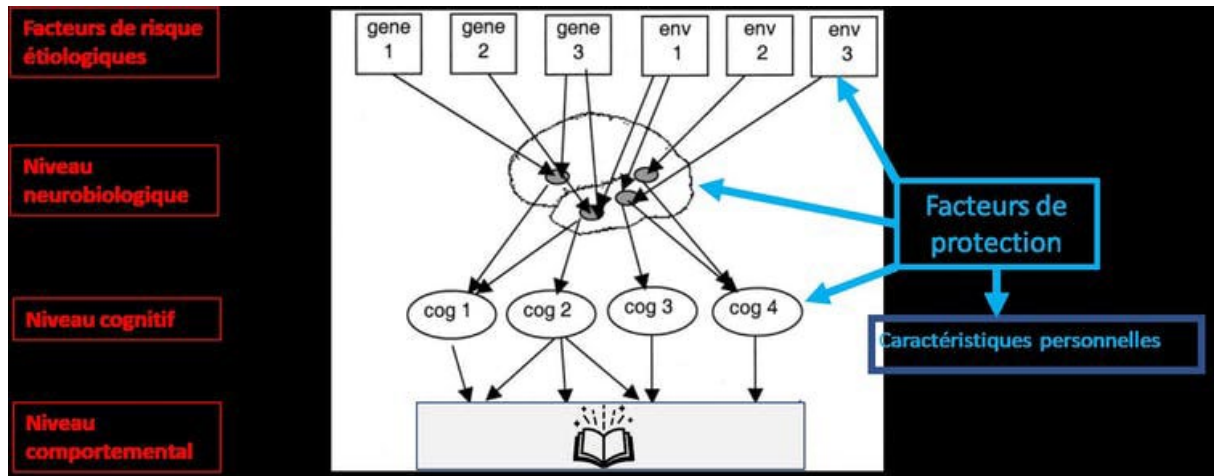 Facteurs de risque
étiologiques
gene
1
gene
2
gene
3
env
1
env
2
env
3
Niveau
neurobiologique
Facteurs de
protection
Niveau cognitif
cog 1
cog 2
cog 3
cog 4
Caractéristiques personnelles
Niveau
comportemental